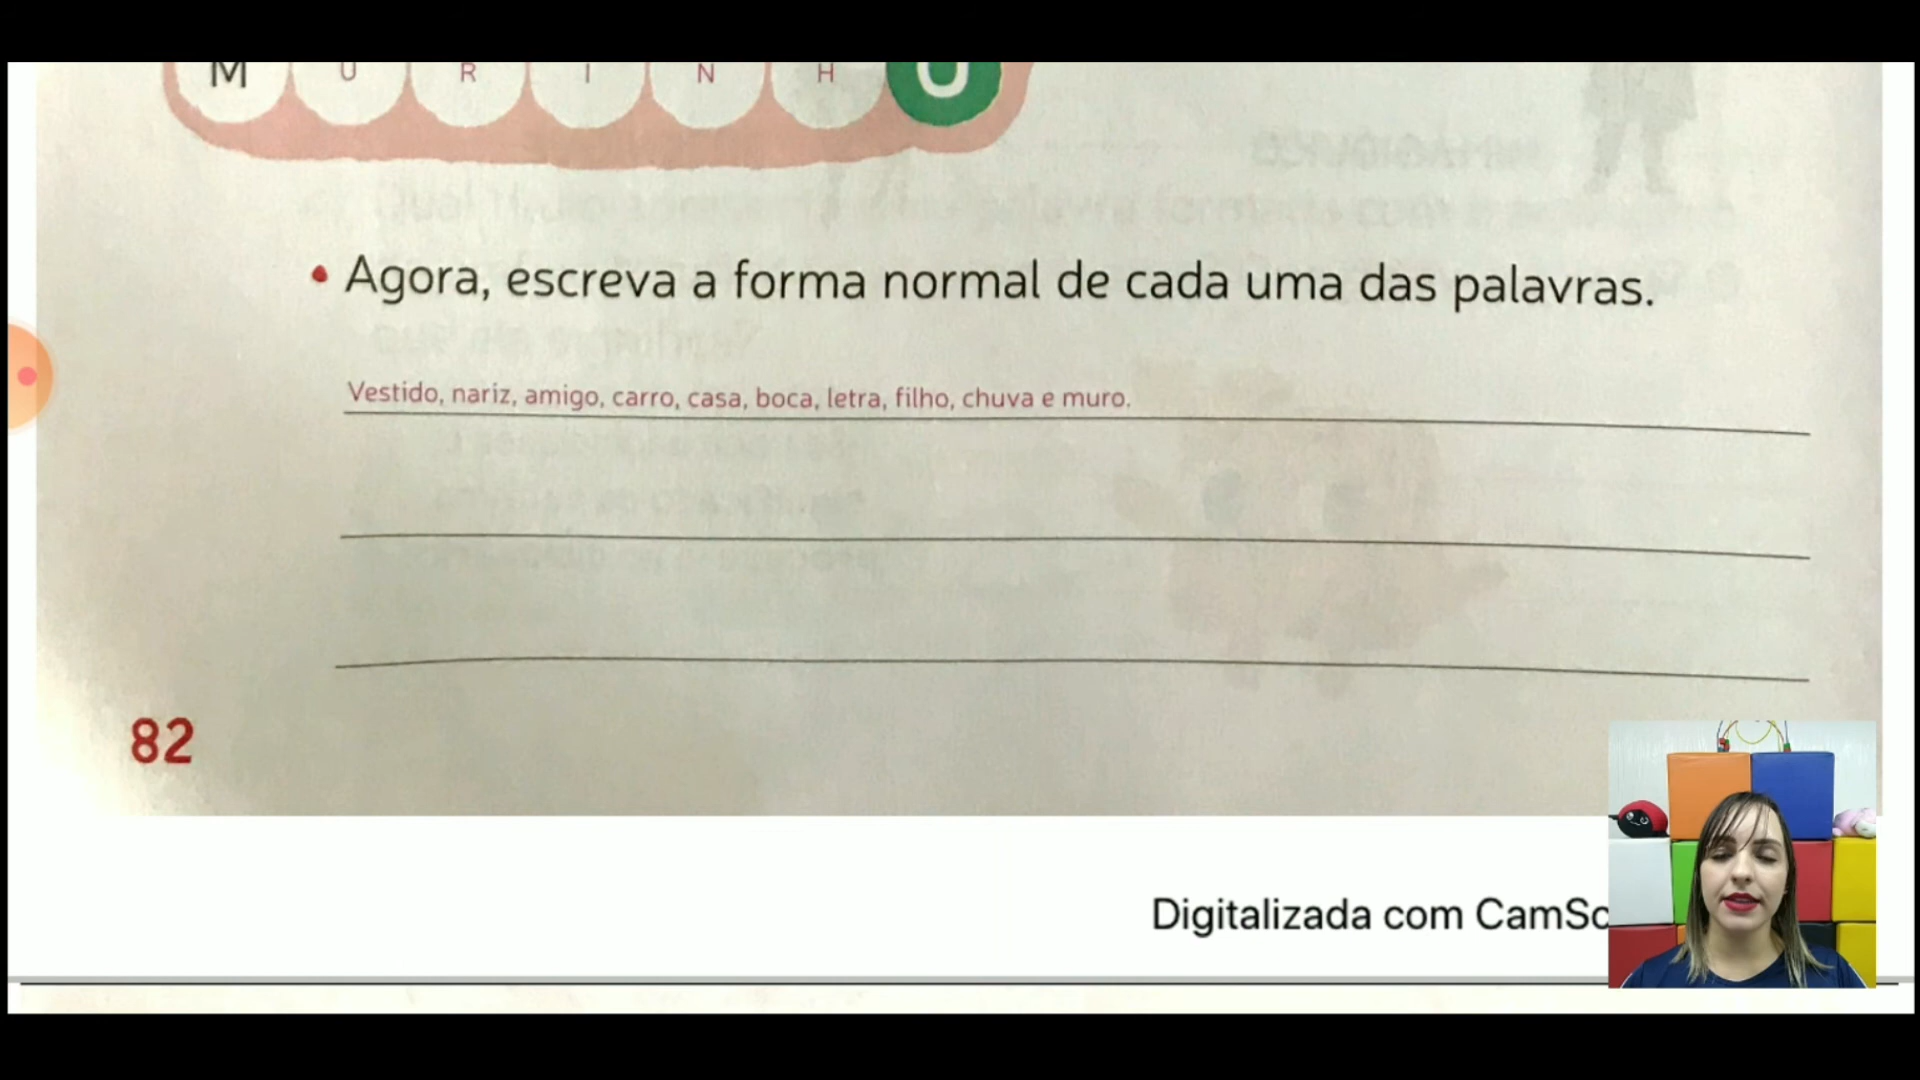 M U R I N H O
• Agora, escreva a forma normal de cada uma das palavras.
Vestido, nariz, amigo, carro, casa, boca, letra, filho, chuva e muro.
82
Digitalizada com CamSc